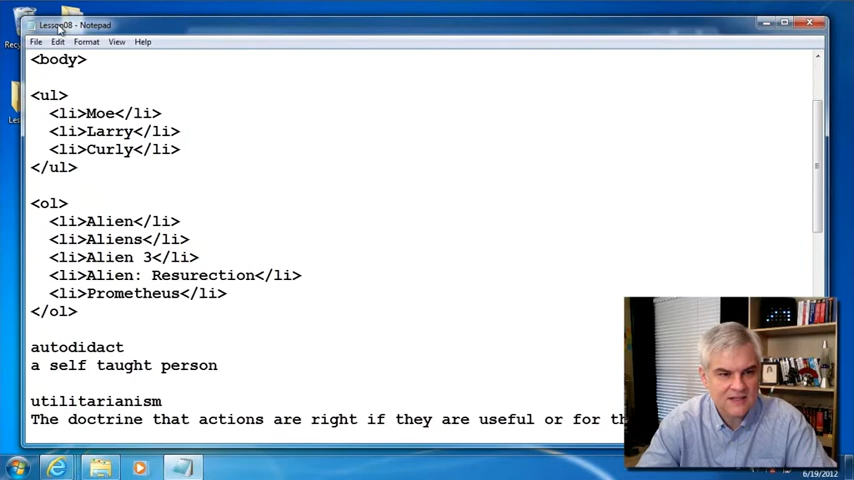 Lesson08 - Notepad
File Edit Format View Help
<body>
<ul>
<li>Moe</li>
<li>Larry</li>
<li>Curly</li>
</ul>
<ol>
<li>Alien</li>
<li>Aliens</li>
<li>Alien 3</li>
<li>Alien: Resurection</li>
<li>Prometheus</li>
</ol>
autodidact
a self taught person
utilitarianism
The doctrine that actions are right if they are useful or for
6/19/2012